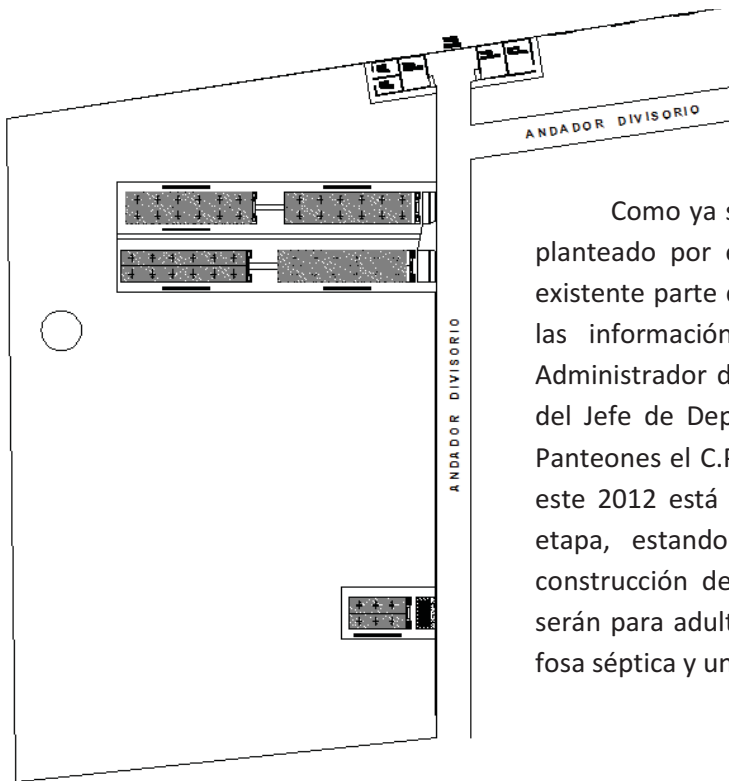 ANDADOR DIVISORIO
ANDADOR DIVISORIO
Como ya s
planteado por
existente parte
las información
Administrador d
del Jefe de Dep
Panteones el C.P
este 2012 está
etapa, estando
construcción de
serán para adult
fosa séptica y un